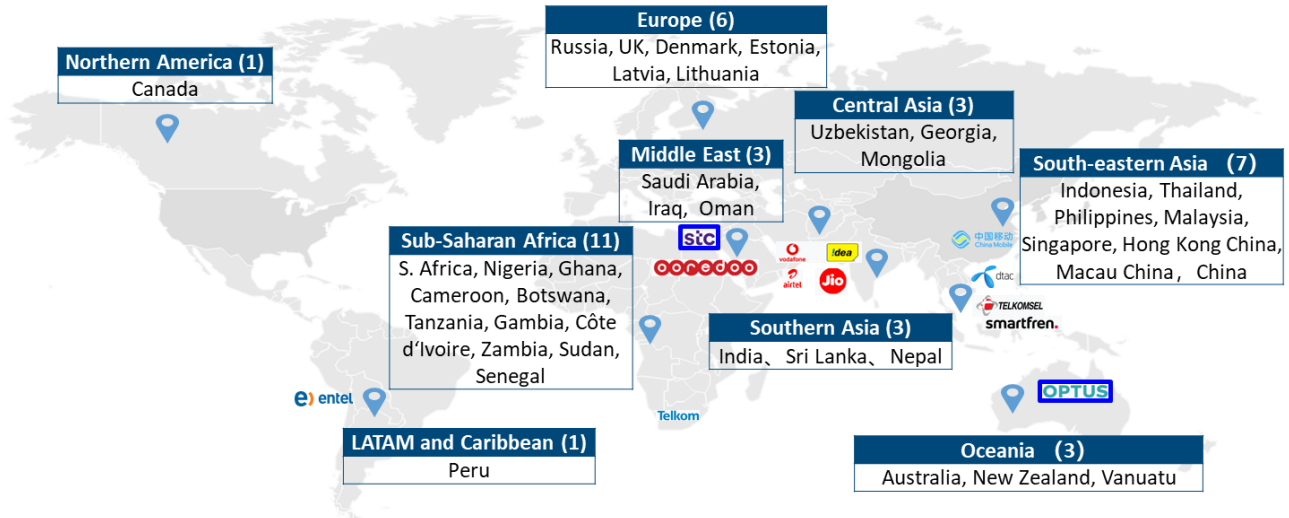 Europe (6)
Russia, UK, Denmark, Estonia,
Latvia, Lithuania
Northern America (1)
Canada
Central Asia (3)
Uzbekistan, Georgia,
Mongolia
Middle East (3)
Saudi Arabia,
Iraq,  Oman
South-eastern Asia （7)
Indonesia, Thailand,
Philippines, Malaysia,
Singapore, Hong Kong China,
Macau China，China
Sub-Saharan Africa (11)
S. Africa, Nigeria, Ghana,
Cameroon, Botswana,
Tanzania, Gambia, Côte
d‘Ivoire, Zambia, Sudan,
Senegal
stc
ooredoo
vodafone
!dea
airtel
Jio
中国移动
China Mobile
dtac
TELKOMSEL
smartfren.
Southern Asia (3)
India、Sri Lanka、Nepal
entel
Telkom
OPTUS
LATAM and Caribbean (1)
Peru
Oceania （3)
Australia, New Zealand, Vanuatu